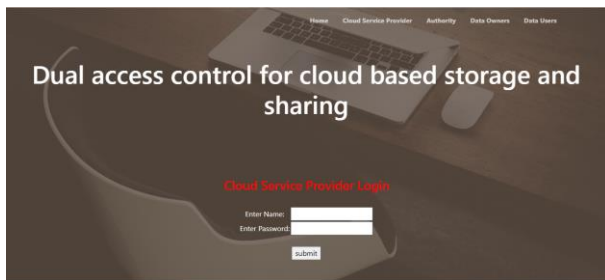 Home Cloud Service Provider Authority Data Owners Data Users
Dual access control for cloud based storage and
sharing
Cloud Service Provider Login
Enter Name:
Enter Password:
submit